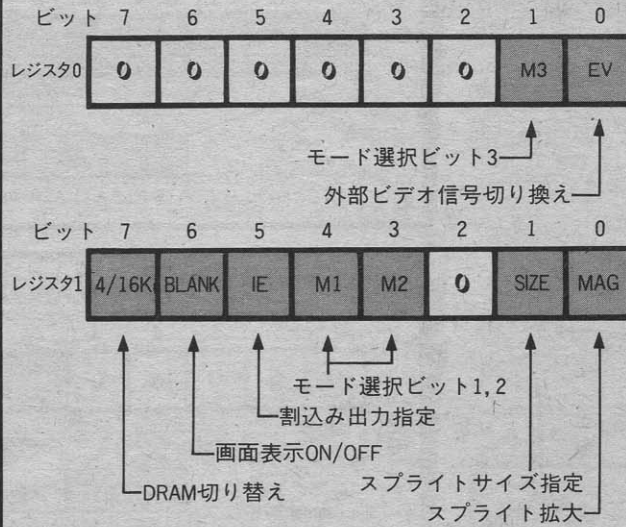 ビット 7 6 5 4 3 2 1 0
レジスタ0 0 0 0 0 0 0 M3 EV
モード選択ビット3
外部ビデオ信号切り換え
ビット 7 6 5 4 3 2 1 0
レジスタ1 4/16K BLANK IE M1 M2 0 SIZE MAG
モード選択ビット1,2
割込み出力指定
画面表示ON/OFF
DRAM切り替え
スプライトサイズ指定
スプライト拡大